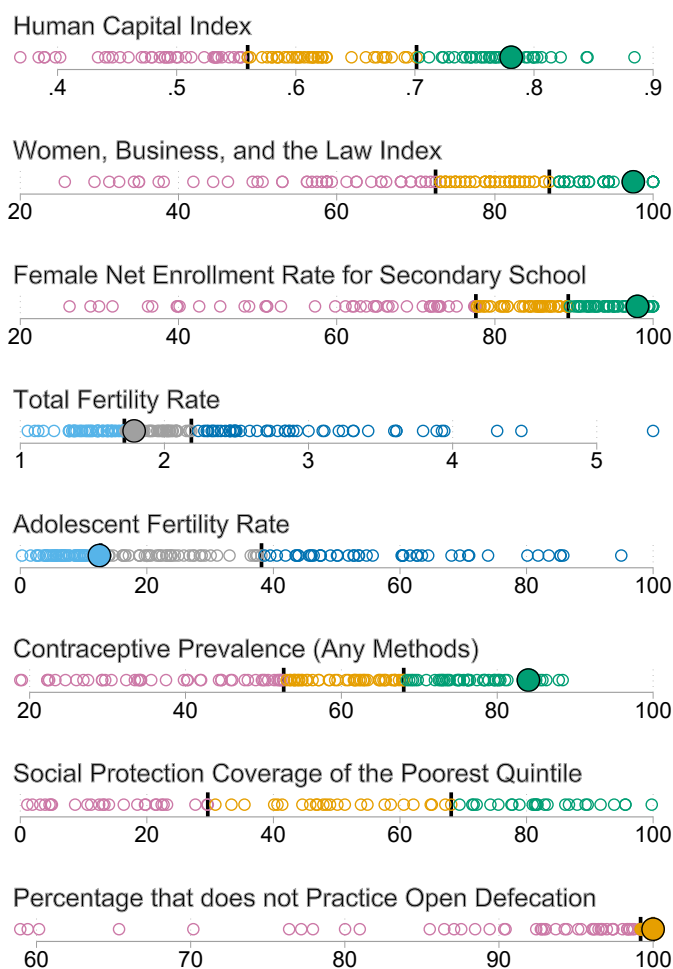 Human Capital Index
.4 .5 .6 .7 .8 .9
Women, Business, and the Law Index
20 40 60 80 100
Female Net Enrollment Rate for Secondary School
20 40 60 80 100
Total Fertility Rate
1 2 3 4 5
Adolescent Fertility Rate
0 20 40 60 80 100
Contraceptive Prevalence (Any Methods)
20 40 60 80 100
Social Protection Coverage of the Poorest Quintile
0 20 40 60 80 100
Percentage that does not Practice Open Defecation
60 70 80 90 100